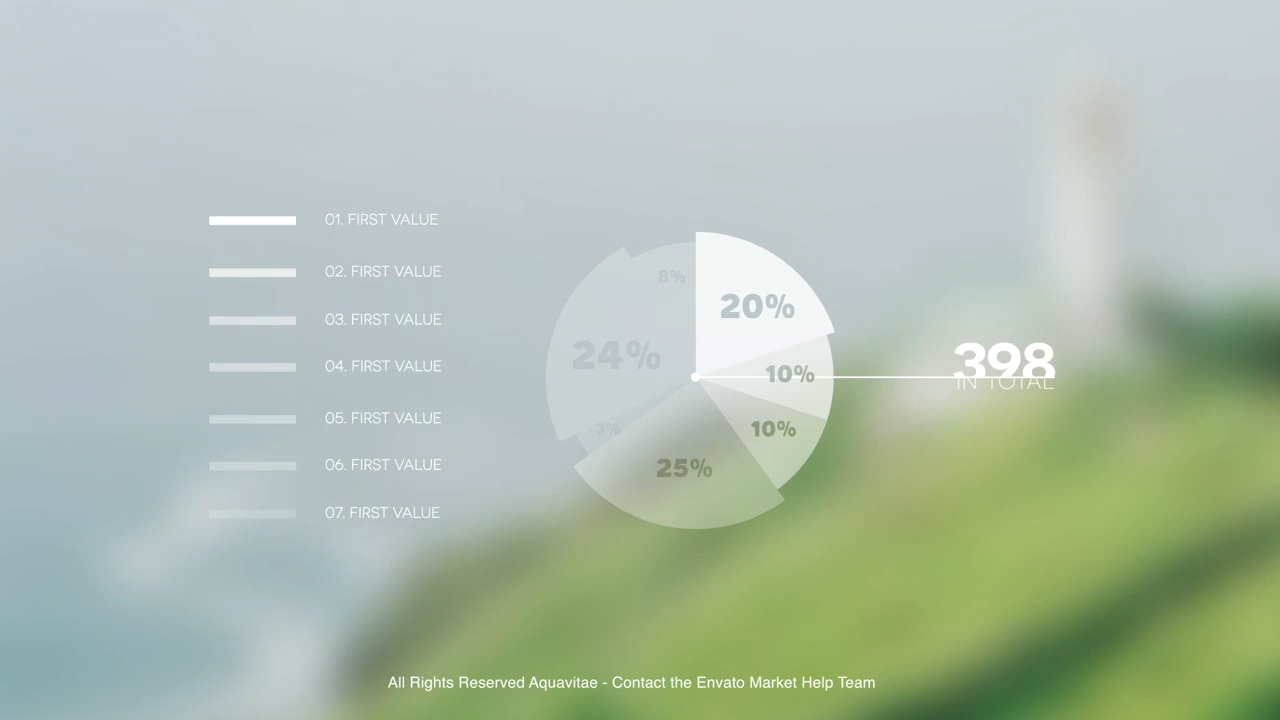 01. FIRST VALUE
02. FIRST VALUE
03. FIRST VALUE
04. FIRST VALUE
05. FIRST VALUE
06. FIRST VALUE
07. FIRST VALUE
8%
20%
24%
10%
3%
10%
25%
398
IN TOTAL
All Rights Reserved Aquavitae - Contact the Envato Market Help Team